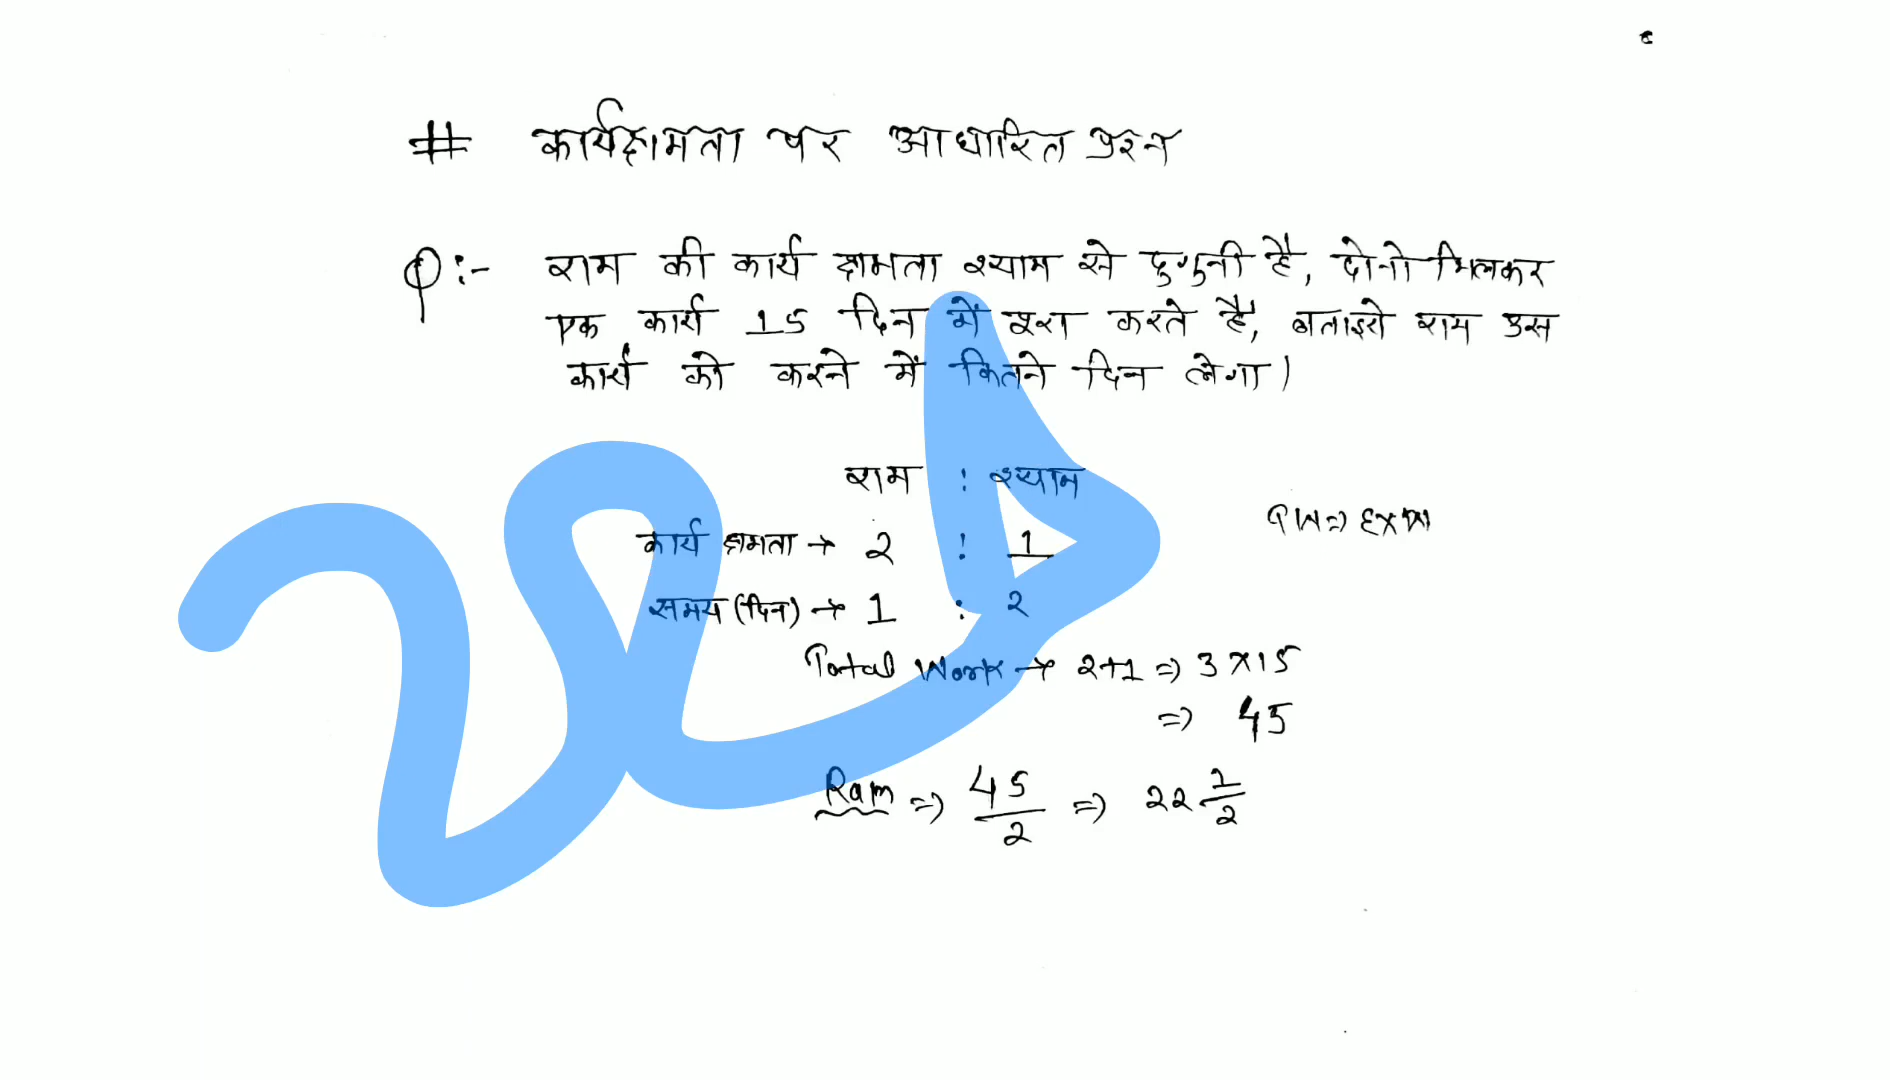 # कार्यक्षमता पर आधारित प्रश्न
Q:- राम की कार्य क्षमता श्याम से दुगुनी है, दोनो मिलकर
एक कार्य 15 दिन में पूरा करते है, बताइये राम उस
कार्य को करने में कितने दिन लेगा।
राम : श्याम
कार्य क्षमता → 2 : 1
समय (दिन) → 1 : 2
Total Work → 2+1 => 3 x 15
=> 45
Ram => 45/2 => 22 1/2